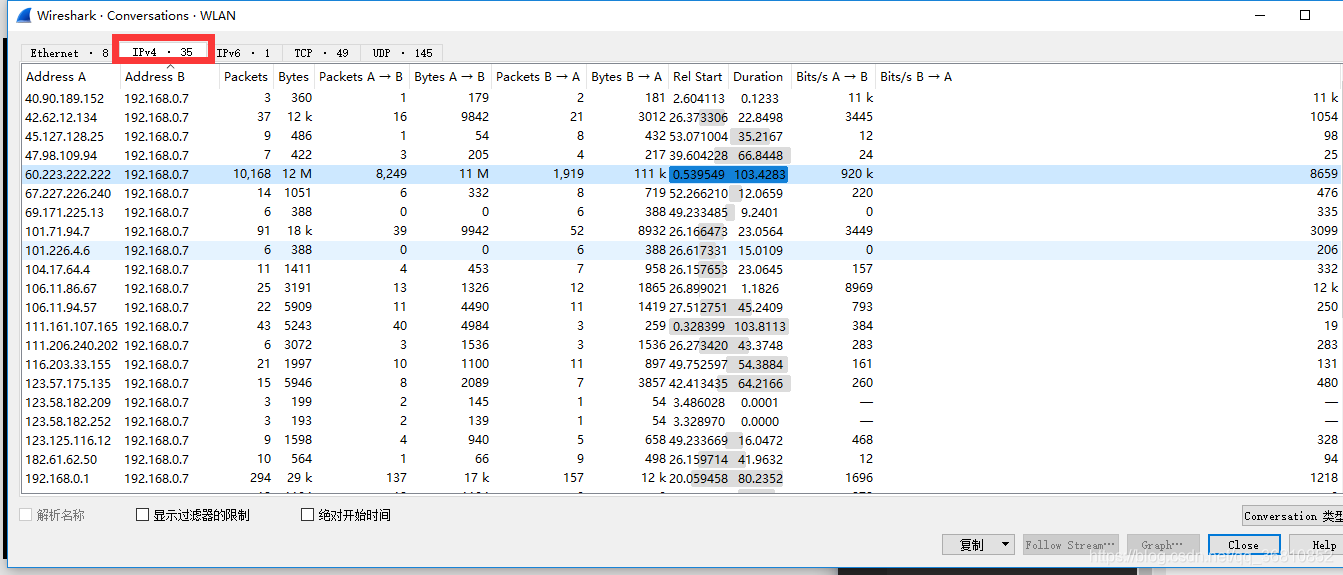 Wireshark · Conversations · WLAN
Ethernet · 8 IPv4 · 35 IPv6 · 1 TCP · 49 UDP · 145
Address A Address B Packets Bytes Packets A → B Bytes A → B Packets B → A Bytes B → A Rel Start Duration Bits/s A → B Bits/s B → A
40.90.189.152 192.168.0.7 3 360 1 179 2 181 2.604113 0.1233 11 k 11 k
42.62.12.134 192.168.0.7 37 12 k 16 9842 21 3012 26.373306 22.8498 3445 1054
45.127.128.25 192.168.0.7 9 486 1 54 8 432 53.071004 35.2167 12 98
47.98.109.94 192.168.0.7 7 422 3 205 4 217 39.604228 66.8448 24 25
60.223.222.222 192.168.0.7 10,168 12 M 8,249 11 M 1,919 111 k 0.539549 103.4283 920 k 8659
67.227.226.240 192.168.0.7 14 1051 6 332 8 719 52.266210 12.0659 220 476
69.171.225.13 192.168.0.7 6 388 0 0 6 388 49.233485 9.2401 0 335
101.71.94.7 192.168.0.7 91 18 k 39 9942 52 8932 26.166473 23.0564 3449 3099
101.226.4.6 192.168.0.7 6 388 0 0 6 388 26.617331 15.0109 0 206
104.17.64.4 192.168.0.7 11 1411 4 453 7 958 26.157653 23.0645 157 332
106.11.86.67 192.168.0.7 25 3191 13 1326 12 1865 26.899021 1.1826 8969 12 k
106.11.94.57 192.168.0.7 22 5909 11 4490 11 1419 27.512751 45.2409 793 250
111.161.107.165 192.168.0.7 43 5243 40 4984 3 259 0.328399 103.8113 384 19
111.206.240.202 192.168.0.7 6 3072 3 1536 3 1536 26.273420 43.3748 283 283
116.203.33.155 192.168.0.7 21 1997 10 1100 11 897 49.752597 54.3884 161 131
123.57.175.135 192.168.0.7 15 5946 8 2089 7 3857 42.413435 64.2166 260 480
123.58.182.209 192.168.0.7 3 199 2 145 1 54 3.486028 0.0001 — —
123.58.182.252 192.168.0.7 3 193 2 139 1 54 3.328970 0.0000 — —
123.125.116.12 192.168.0.7 9 1598 4 940 5 658 49.233669 16.0472 468 328
182.61.62.50 192.168.0.7 10 564 1 66 9 498 26.159714 41.9632 12 94
192.168.0.1 192.168.0.7 294 29 k 137 17 k 157 12 k 20.059458 80.2352 1696 1218
解析名称 显示过滤器的限制 绝对开始时间 Conversation 类型
复制 Follow Stream… Graph… Close Help